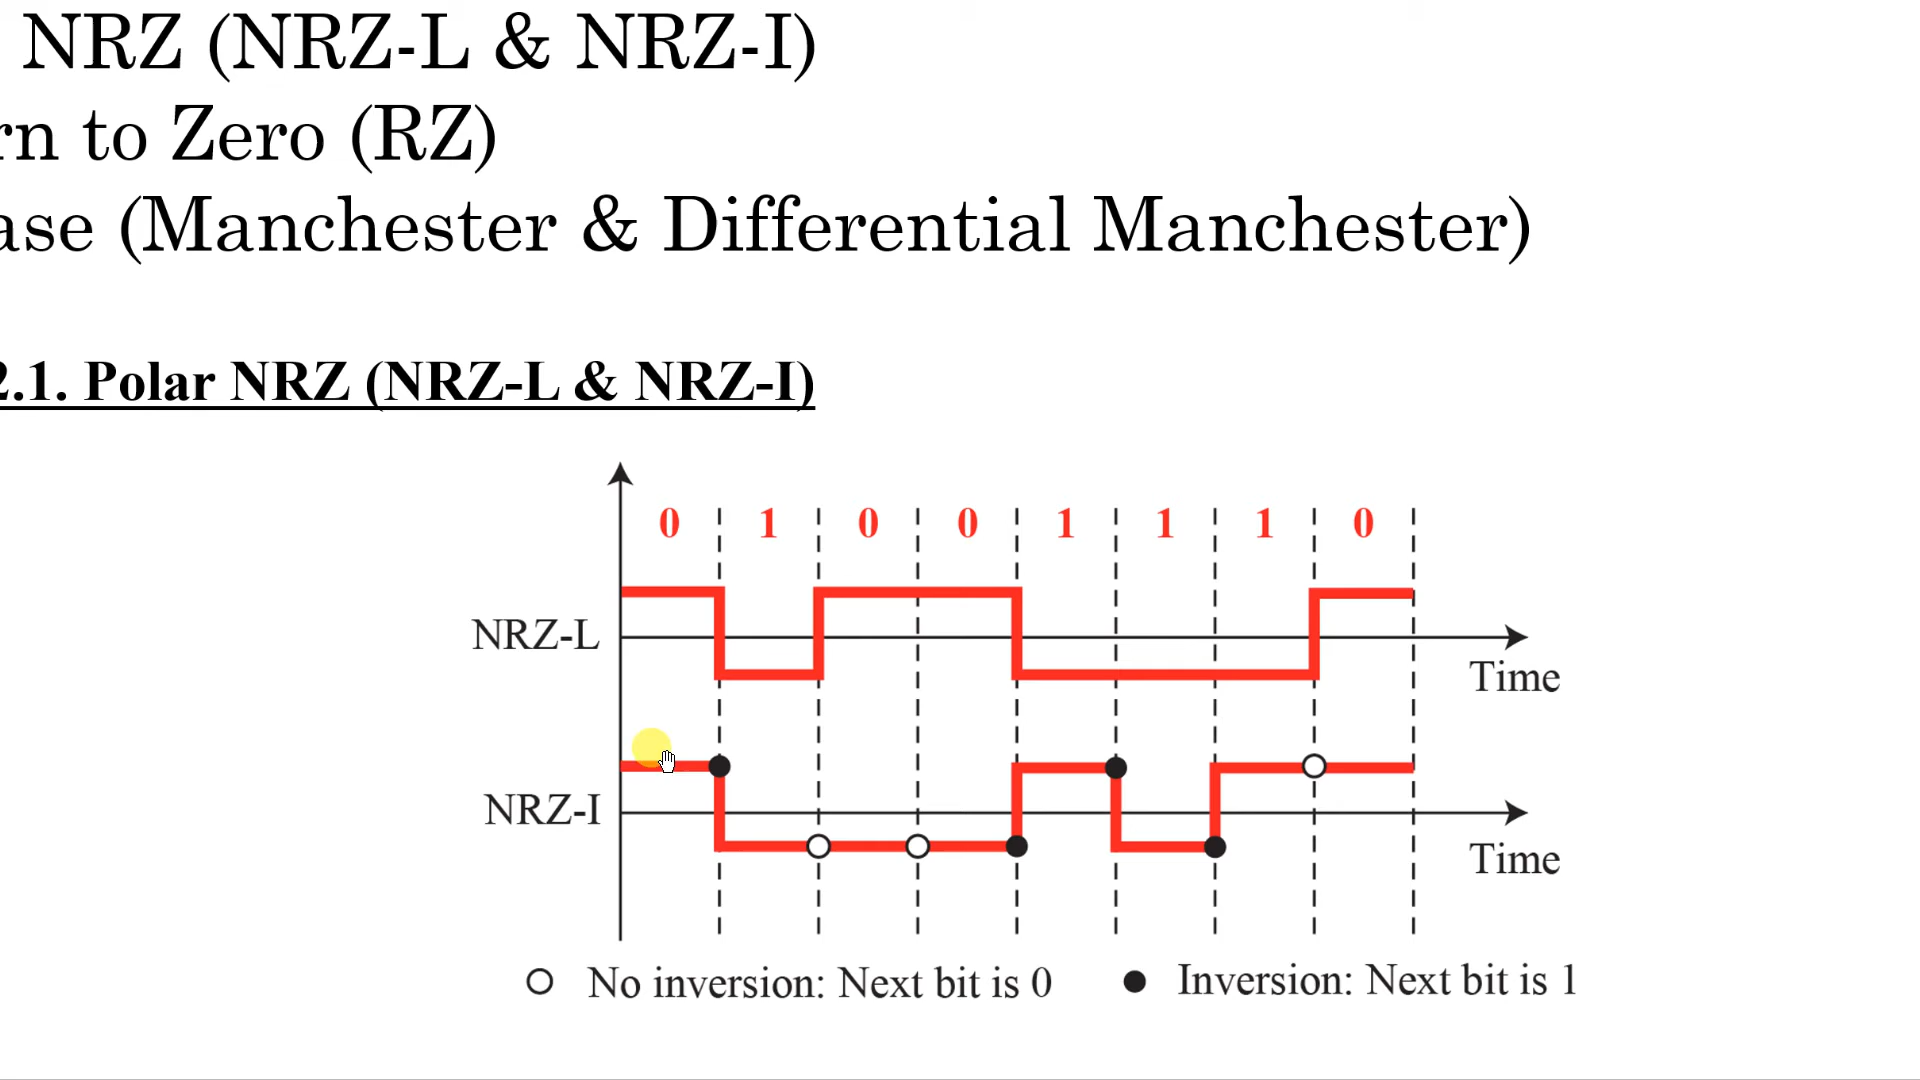 NRZ (NRZ-L & NRZ-I)
rn to Zero (RZ)
ase (Manchester & Differential Manchester)
2.1. Polar NRZ (NRZ-L & NRZ-I)
0 1 0 0 1 1 1 0
NRZ-L
Time
NRZ-I
Time
No inversion: Next bit is 0
Inversion: Next bit is 1